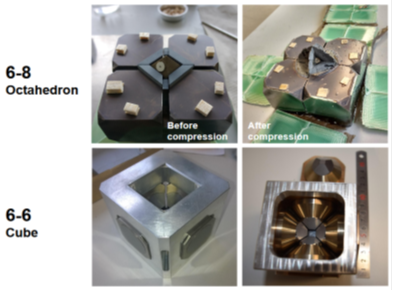 6-8
Octahedron
Before
compression
After
compression
6-6
Cube